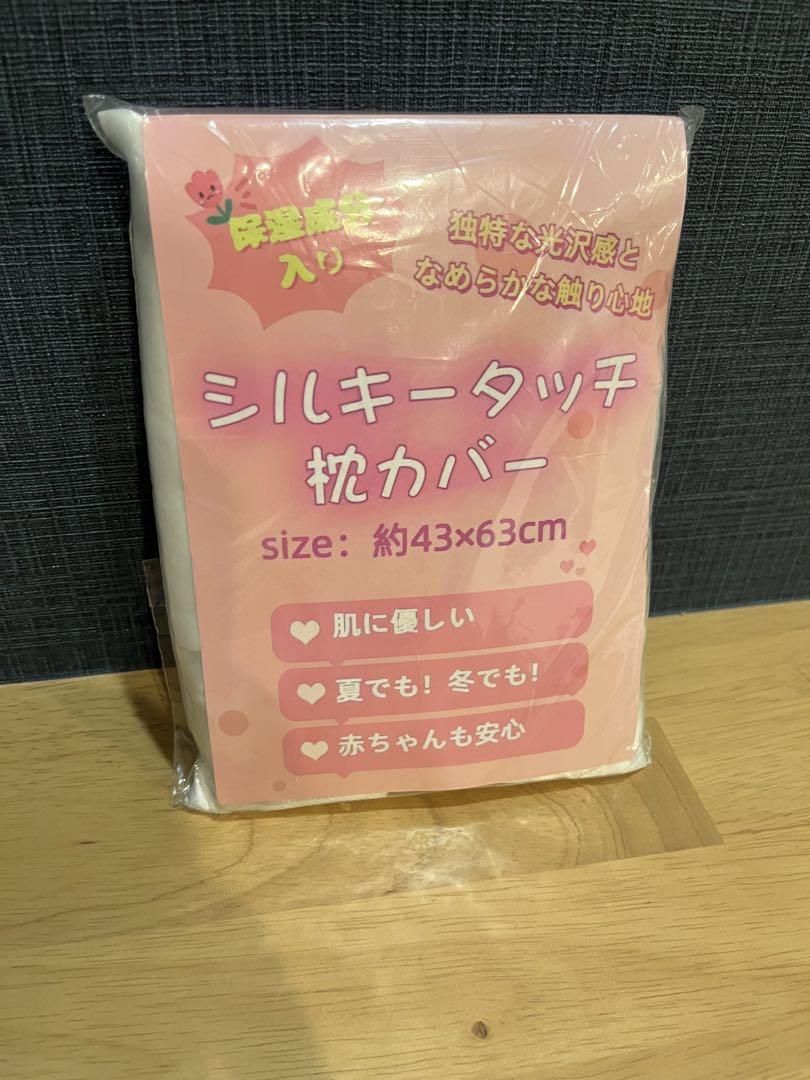 保湿成分
入り
独特な光沢感と
なめらかな触り心地
シルキータッチ
枕カバー
size：約43×63cm
肌に優しい
夏でも！冬でも！
赤ちゃんも安心